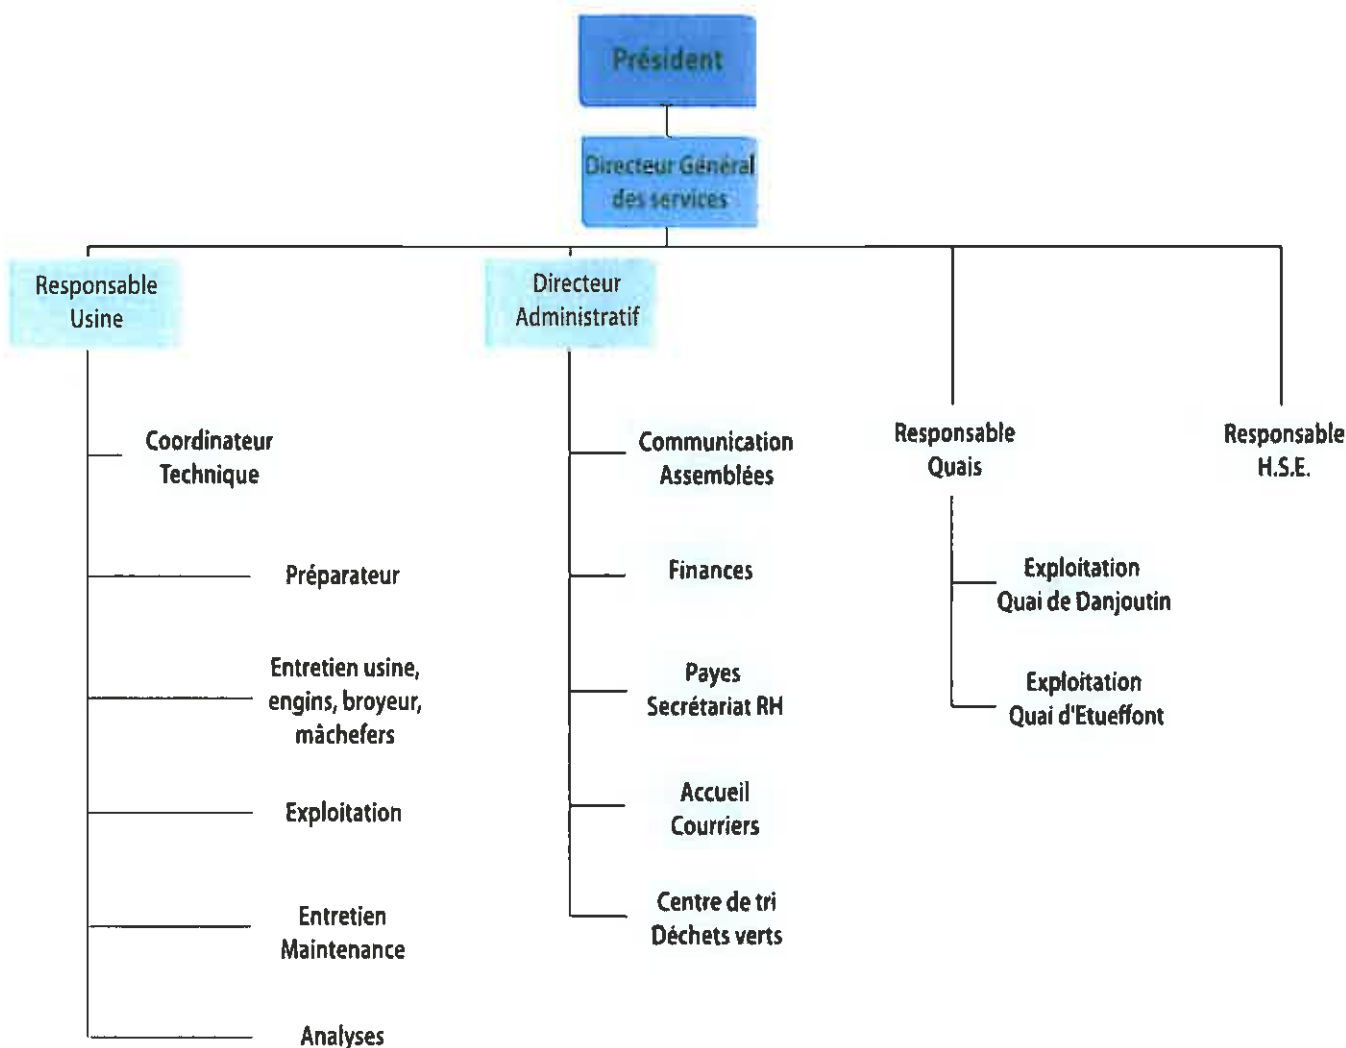 Président
Directeur Général
des services
Responsable
Usine
Directeur
Administratif
Coordinateur
Technique
Préparateur
Entretien usine,
engins, broyeur,
mâchefers
Exploitation
Entretien
Maintenance
Analyses
Communication
Assemblées
Finances
Payes
Secrétariat RH
Accueil
Courriers
Centre de tri
Déchets verts
Responsable
Quais
Exploitation
Quai de Danjoutin
Exploitation
Quai d'Etueffont
Responsable
H.S.E.